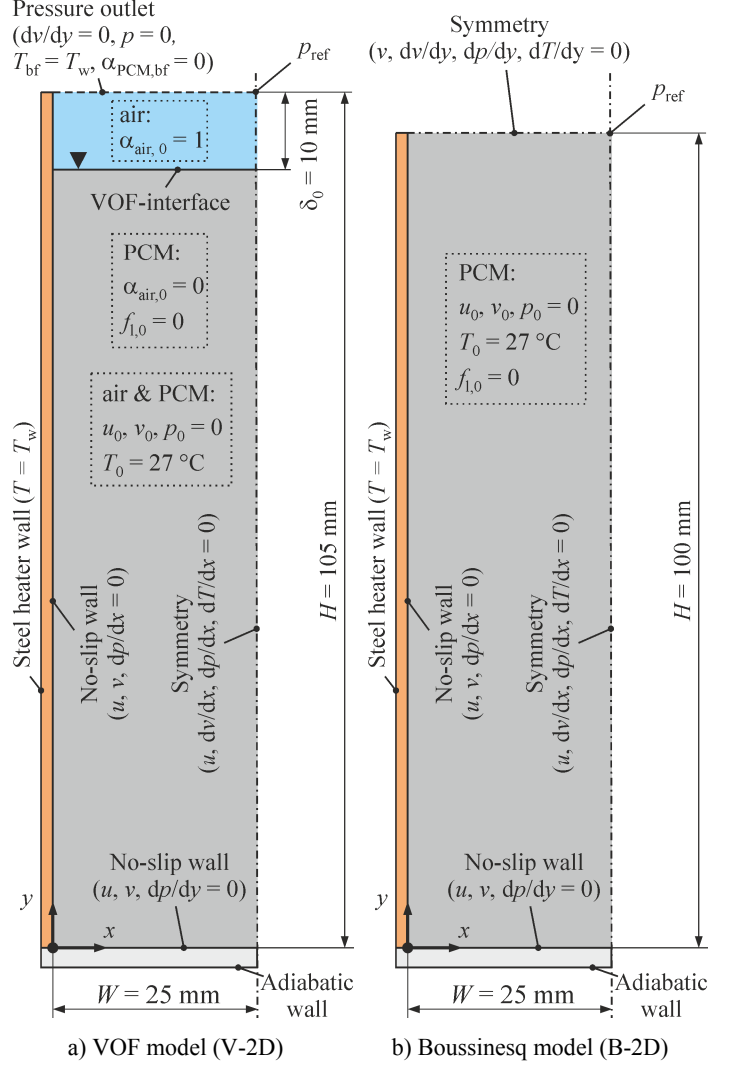 Pressure outlet
(dv/dy = 0, p = 0,
T_bf = T_w, α_PCM,bf = 0)
p_ref
air:
α_air, 0 = 1
δ_0 = 10 mm
VOF-interface
PCM:
α_air,0 = 0
f_l,0 = 0
air & PCM:
u_0, v_0, p_0 = 0
T_0 = 27 °C
Steel heater wall (T = T_w)
No-slip wall
(u, v, dp/dx = 0)
Symmetry
(u, dv/dx, dp/dx, dT/dx = 0)
H = 105 mm
No-slip wall
(u, v, dp/dy = 0)
y
x
Adiabatic
wall
W = 25 mm
a) VOF model (V-2D)
Symmetry
(v, dv/dy, dp/dy, dT/dy = 0)
p_ref
PCM:
u_0, v_0, p_0 = 0
T_0 = 27 °C
f_l,0 = 0
Steel heater wall (T = T_w)
No-slip wall
(u, v, dp/dx = 0)
Symmetry
(u, dv/dx, dp/dx, dT/dx = 0)
H = 100 mm
No-slip wall
(u, v, dp/dy = 0)
y
x
Adiabatic
wall
W = 25 mm
b) Boussinesq model (B-2D)